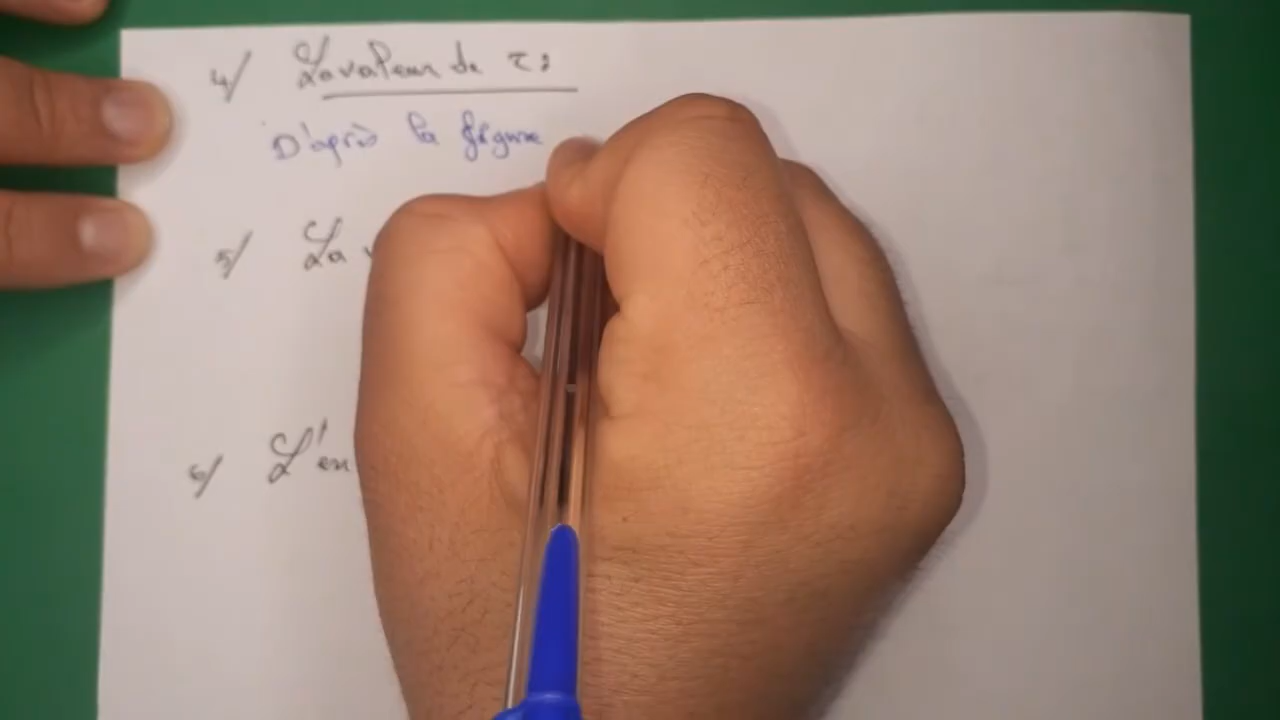 4/ La valeur de τ :
D'après la figure
5/ La
6/ L'en